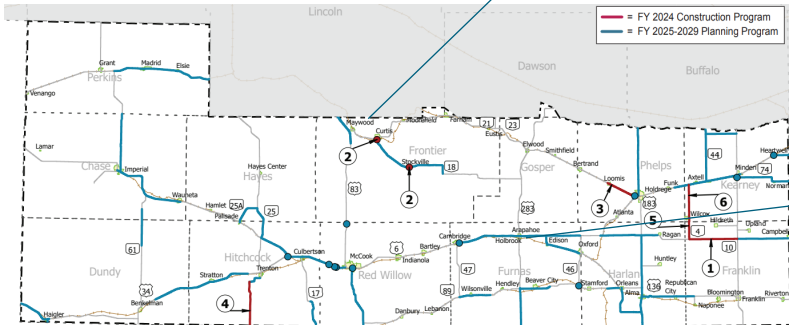 Lincoln
= FY 2024 Construction Program
= FY 2025-2029 Planning Program
Dawson
Buffalo
Grant
Madrid
Elsie
Perkins
Venango
Maywood
Curtis
Moorefield
Farnam
21
23
Eustis
2
Frontier
Stockville
18
2
Elwood
Smithfield
Gosper
Bertrand
Loomis
3
Phelps
Holdrege
Funk
Axtell
44
Minden
Heartwe
74
Kearney
Norman
6
Lamar
Chase
Imperial
Wauneta
Hamlet
25A
Palisade
25
Hayes Center
Hayes
83
283
183
Atlanta
5
Wilcox
Hildreth
Upland
4
10
Campbell
1
61
Dundy
34
Benkelman
Haigler
Stratton
Hitchcock
Trenton
Culbertson
4
17
McCook
Red Willow
6
Indianola
Bartley
Cambridge
Holbrook
Arapahoe
Edison
Oxford
Ragan
Huntley
47
Furnas
46
Harlan
Franklin
89
Danbury
Lebanon
Wilsonville
Hendley
Beaver City
Stamford
Orleans
Alma
136
Republican
City
Naponee
Bloomington
Franklin
Riverton